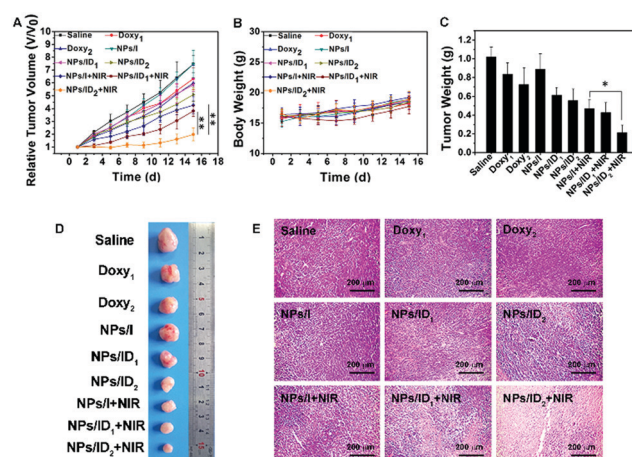 A
Relative Tumor Volume (V/V0)
9
8
7
6
5
4
3
2
1
Saline
Doxy1
Doxy2
NPs/I
NPs/ID1
NPs/ID2
NPs/I+NIR
NPs/ID1+NIR
NPs/ID2+NIR
**
**
0 2 4 6 8 10 12 14 16 18
Time (d)
B
Body Weight (g)
40
35
30
25
20
15
10
Saline
Doxy1
Doxy2
NPs/I
NPs/ID1
NPs/ID2
NPs/I+NIR
NPs/ID1+NIR
NPs/ID2+NIR
0 2 4 6 8 10 12 14 16
Time (d)
C
Tumor Weight (g)
1.4
1.2
1.0
0.8
0.6
0.4
0.2
0.0
*
Saline
Doxy1
Doxy2
NPs/I
NPs/ID1
NPs/ID2
NPs/I+NIR
NPs/ID1+NIR
NPs/ID2+NIR
D
Saline
Doxy1
Doxy2
NPs/I
NPs/ID1
NPs/ID2
NPs/I+NIR
NPs/ID1+NIR
NPs/ID2+NIR
E
Saline
200 μm
Doxy1
200 μm
Doxy2
200 μm
NPs/I
200 μm
NPs/ID1
200 μm
NPs/ID2
200 μm
NPs/I+NIR
200 μm
NPs/ID1+NIR
200 μm
NPs/ID2+NIR
200 μm